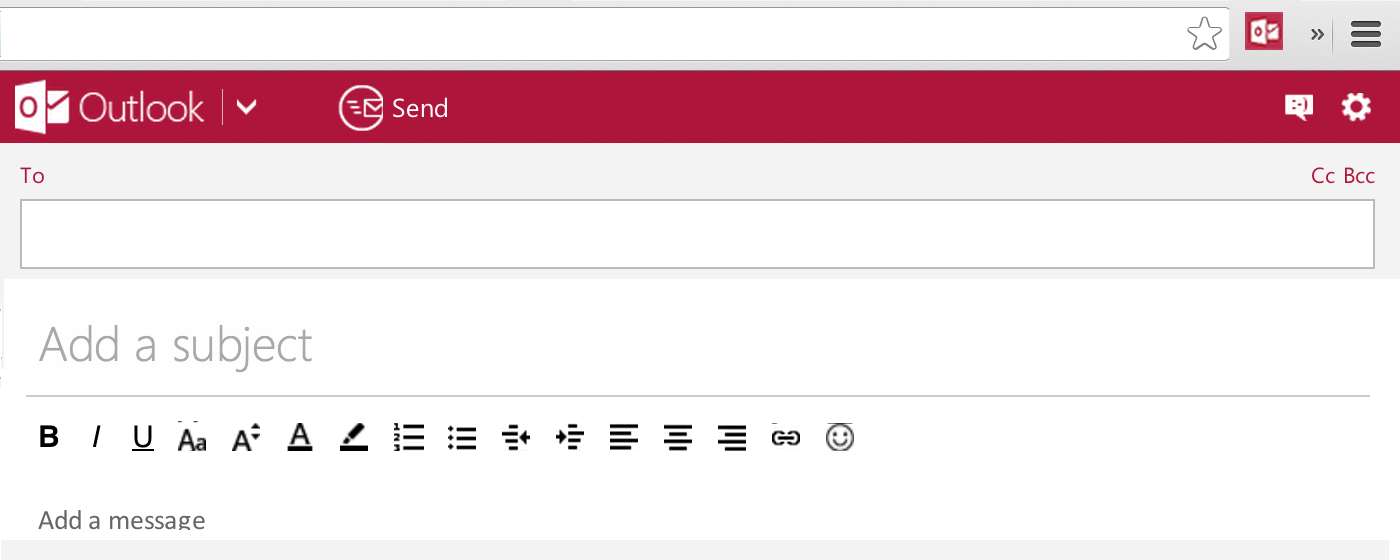 Outlook Send
To Cc Bcc
Add a subject
B I U Aa A A
Add a message